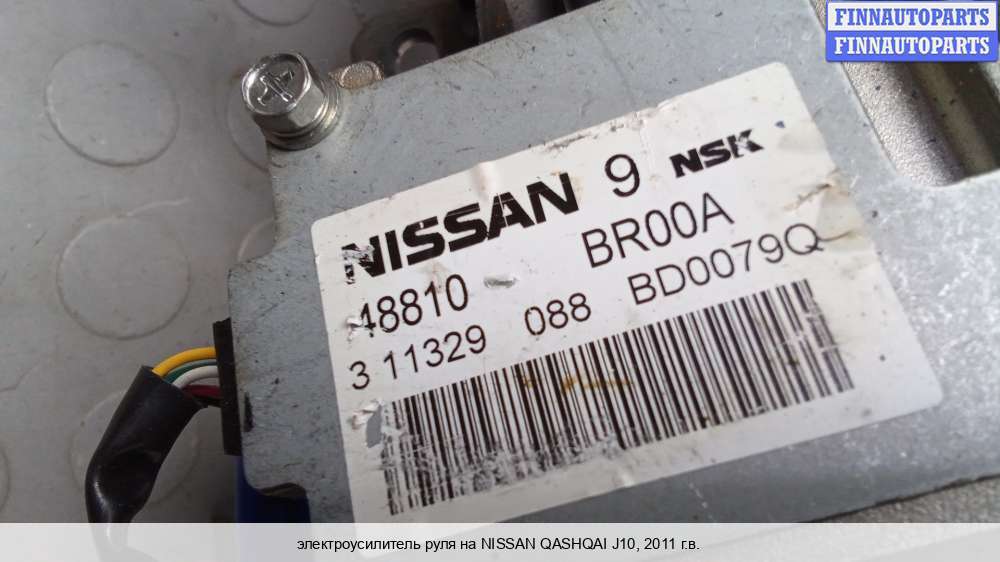 FINNAUTOPARTS
FINNAUTOPARTS
NISSAN 9 NSK
48810 BR00A
3 11329 088 BD0079Q
электроусилитель руля на NISSAN QASHQAI J10, 2011 г.в.